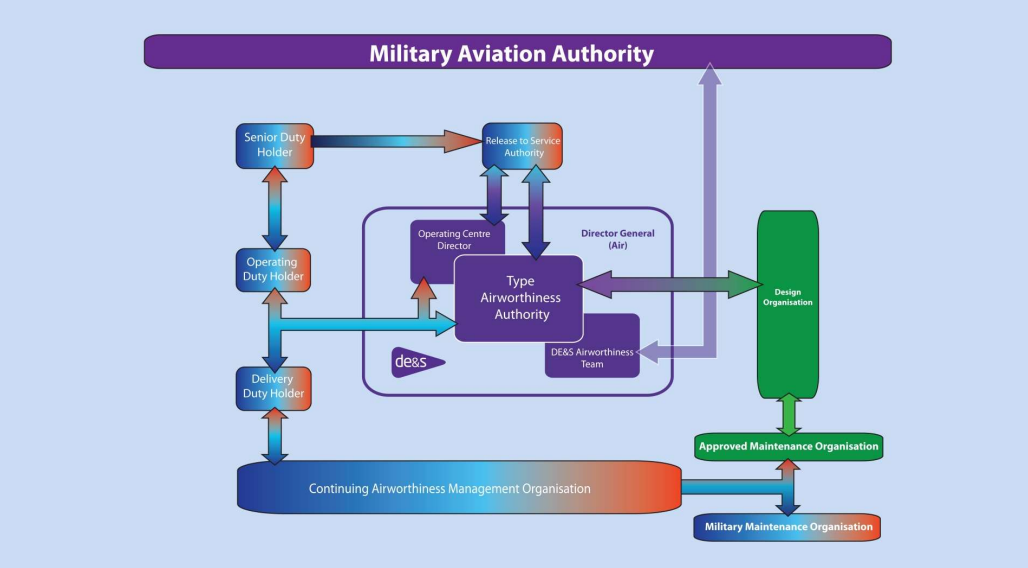 Military Aviation Authority
Senior Duty
Holder
Release to Service
Authority
Operating Centre
Director
Director General
(Air)
Operating
Duty Holder
Type
Airworthiness
Authority
Design
Organisation
de&s
DE&S Airworthiness
Team
Delivery
Duty Holder
Approved Maintenance Organisation
Continuing Airworthiness Management Organisation
Military Maintenance Organisation